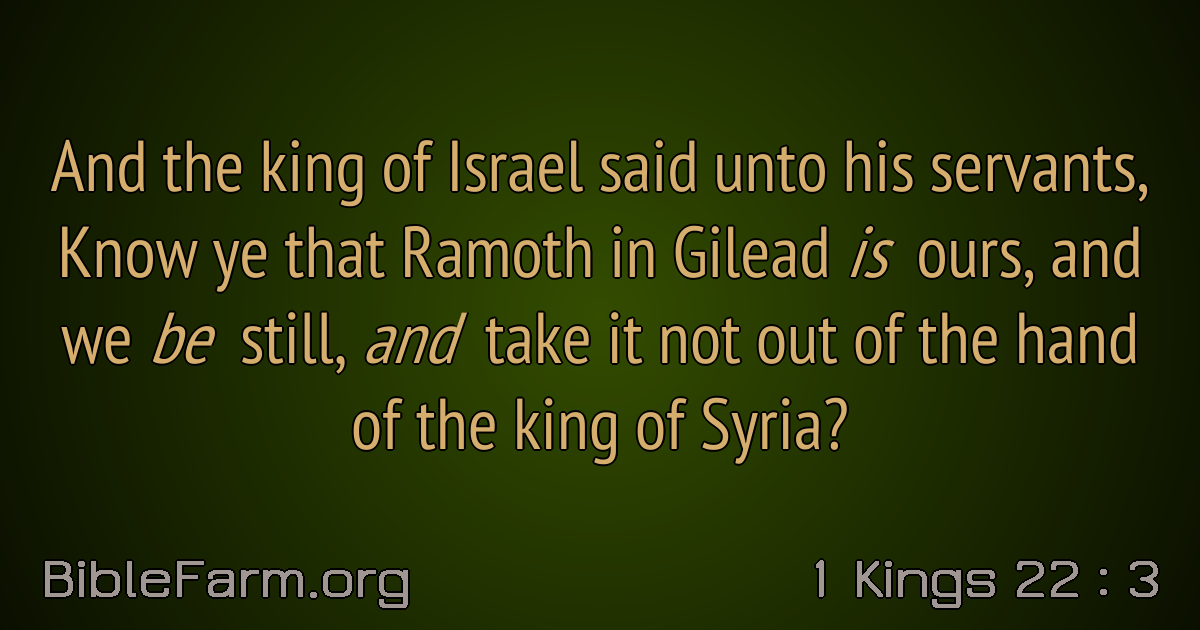 And the king of Israel said unto his servants,
Know ye that Ramoth in Gilead is ours, and
we be still, and take it not out of the hand
of the king of Syria?
BibleFarm.org
1 Kings 22 : 3